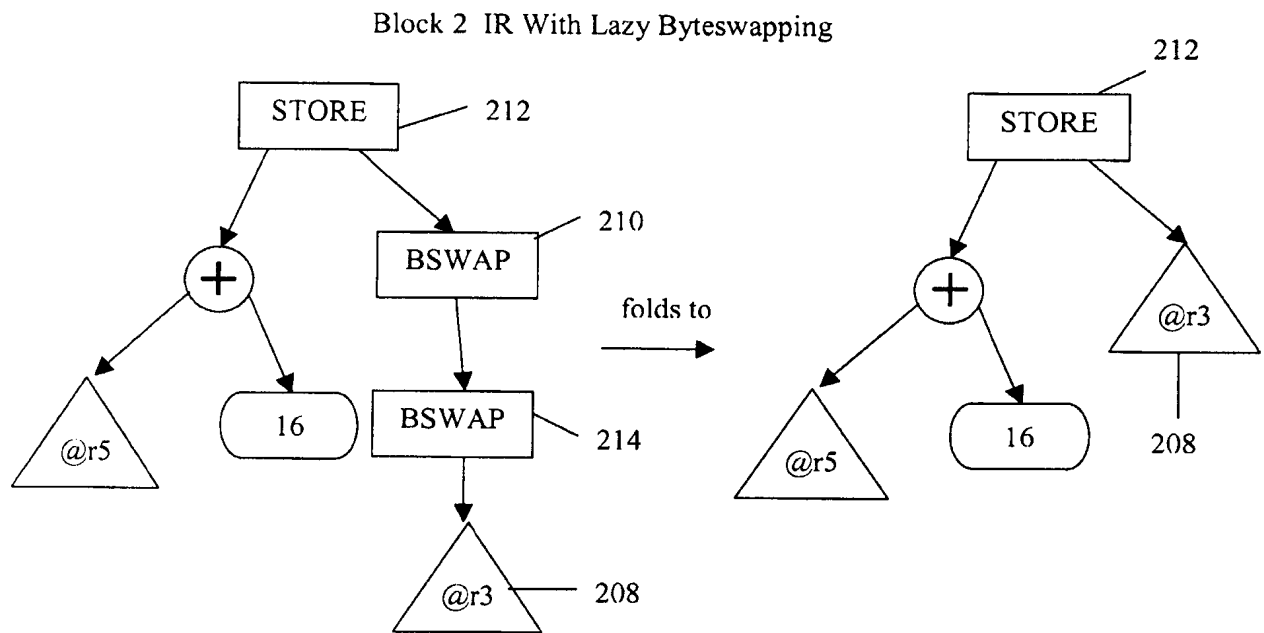 Block 2 IR With Lazy Byteswapping
212
STORE
212
STORE
210
BSWAP
+
+
@r3
folds to
BSWAP
214
16
@r5
208
16
@r5
@r3
208